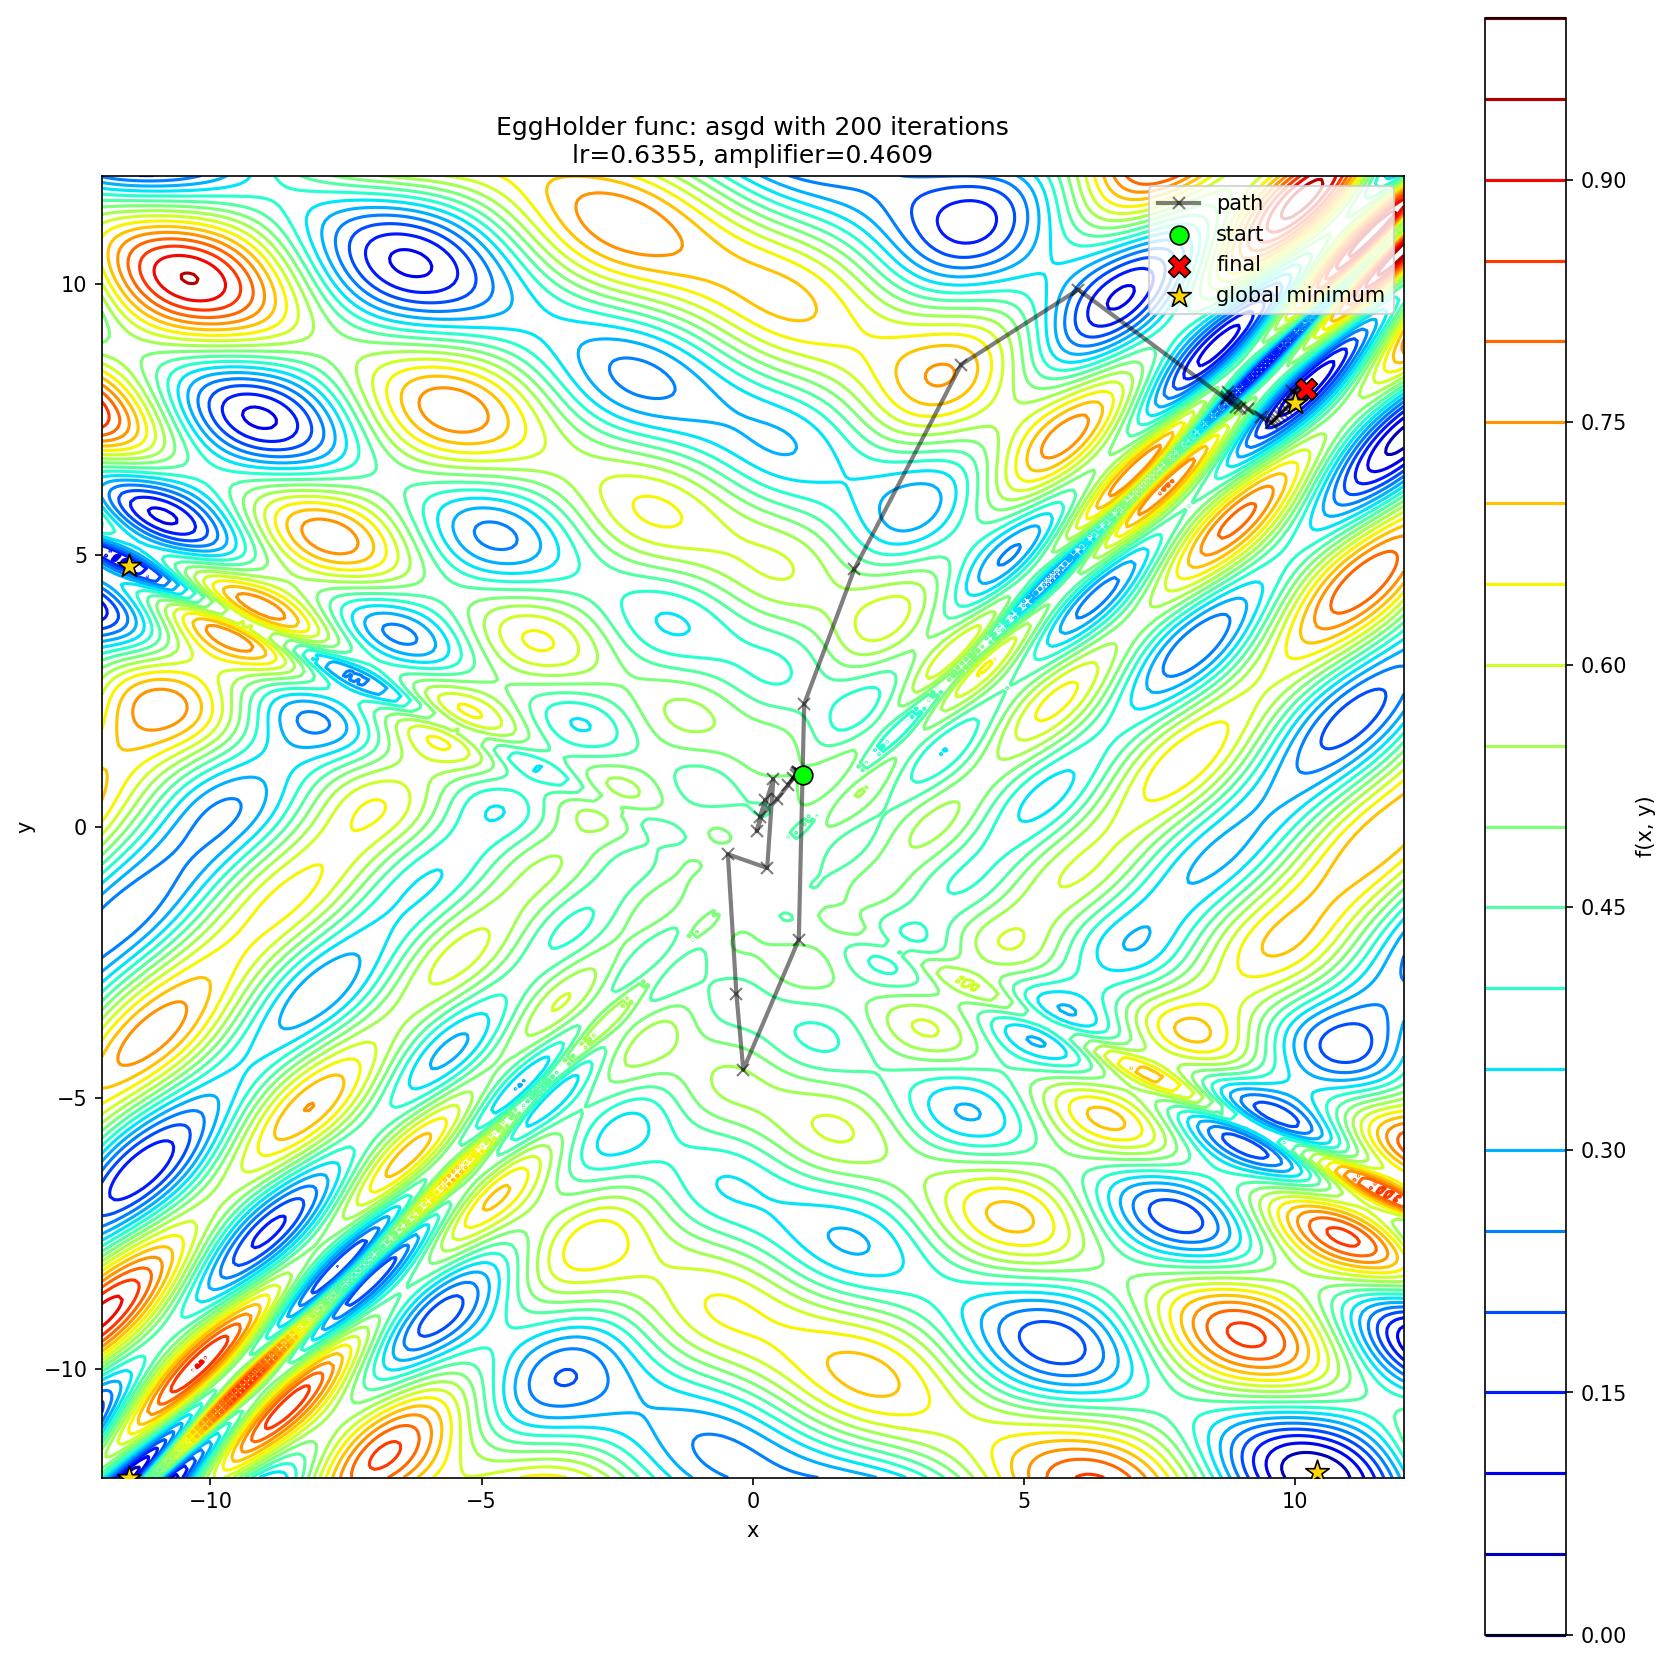 EggHolder func: asgd with 200 iterations
lr=0.6355, amplifier=0.4609
path
start
final
global minimum
10
5
0
−5
−10
y
−10
−5
0
5
10
x
0.90
0.75
0.60
0.45
0.30
0.15
0.00
f(x, y)